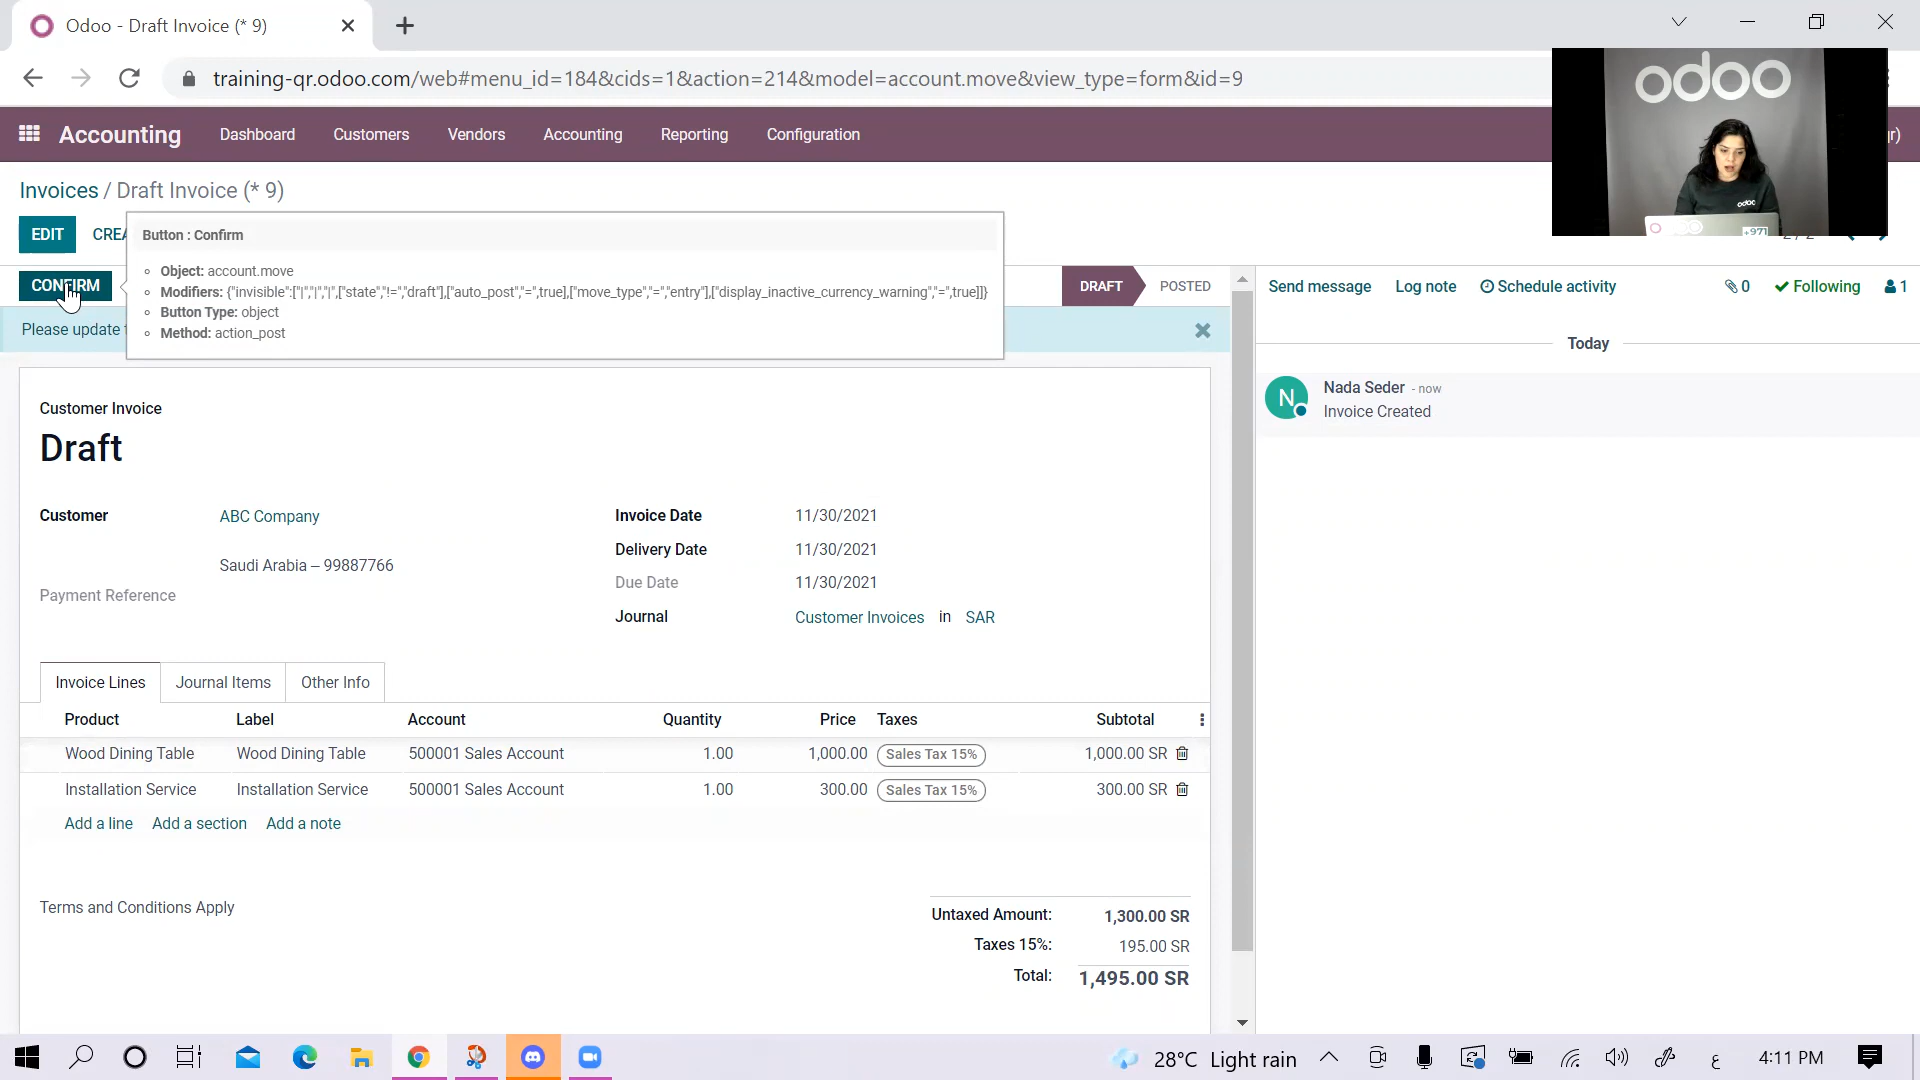 Odoo - Draft Invoice (* 9)
training-qr.odoo.com/web#menu_id=184&cids=1&action=214&model=account.move&view_type=form&id=9
odoo
odoo
+971
Accounting Dashboard Customers Vendors Accounting Reporting Configuration
Invoices / Draft Invoice (* 9)
EDIT CREA
Button : Confirm
Object: account.move
Modifiers: {"invisible":["|","|","|",["state","!=","draft"],["auto_post","=",true],["move_type","=","entry"],["display_inactive_currency_warning","=",true]]}
Button Type: object
Method: action_post
CONFIRM
DRAFT POSTED
Please update
Send message Log note Schedule activity 0 Following 1
Today
N
Nada Seder - now
Invoice Created
Customer Invoice
Draft
Customer ABC Company
Saudi Arabia – 99887766
Payment Reference
Invoice Date 11/30/2021
Delivery Date 11/30/2021
Due Date 11/30/2021
Journal Customer Invoices in SAR
Invoice Lines Journal Items Other Info
Product Label Account Quantity Price Taxes Subtotal
Wood Dining Table Wood Dining Table 500001 Sales Account 1.00 1,000.00 Sales Tax 15% 1,000.00 SR
Installation Service Installation Service 500001 Sales Account 1.00 300.00 Sales Tax 15% 300.00 SR
Add a line Add a section Add a note
Terms and Conditions Apply
Untaxed Amount: 1,300.00 SR
Taxes 15%: 195.00 SR
Total: 1,495.00 SR
28°C Light rain ع 4:11 PM